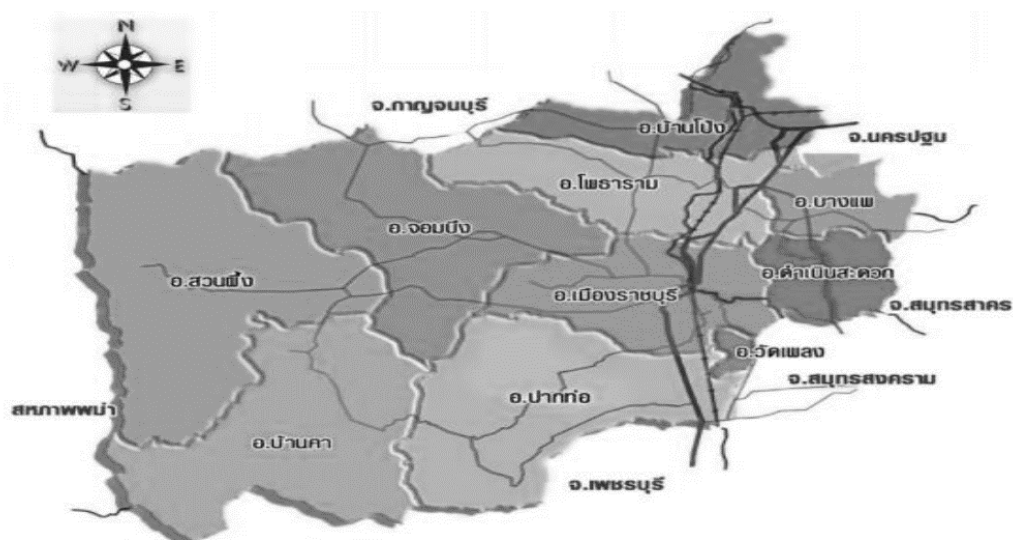 N
W E
S
จ.กาญจนบุรี
อ.บ้านโป่ง
จ.นครปฐม
อ.โพธาราม
อ.บางแพ
อ.จอมบึง
อ.สวนผึ้ง
อ.ดำเนินสะดวก
อ.เมืองราชบุรี
จ.สมุทรสาคร
อ.วัดเพลง
จ.สมุทรสงคราม
อ.ปากท่อ
สหภาพพม่า
อ.บ้านคา
จ.เพชรบุรี